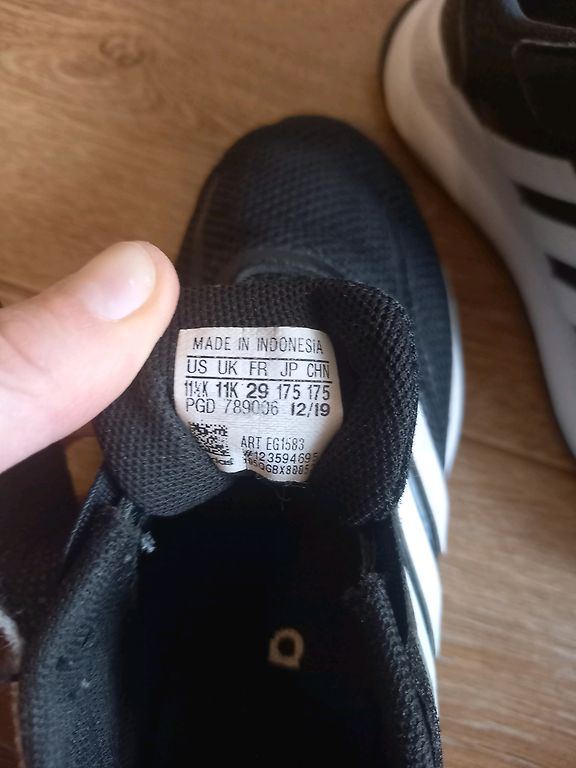 MADE IN INDONESIA
US UK FR JP CHN
11½K 11K 29 175 175
PGD 789006 12/19
ART EG1583
#123594695